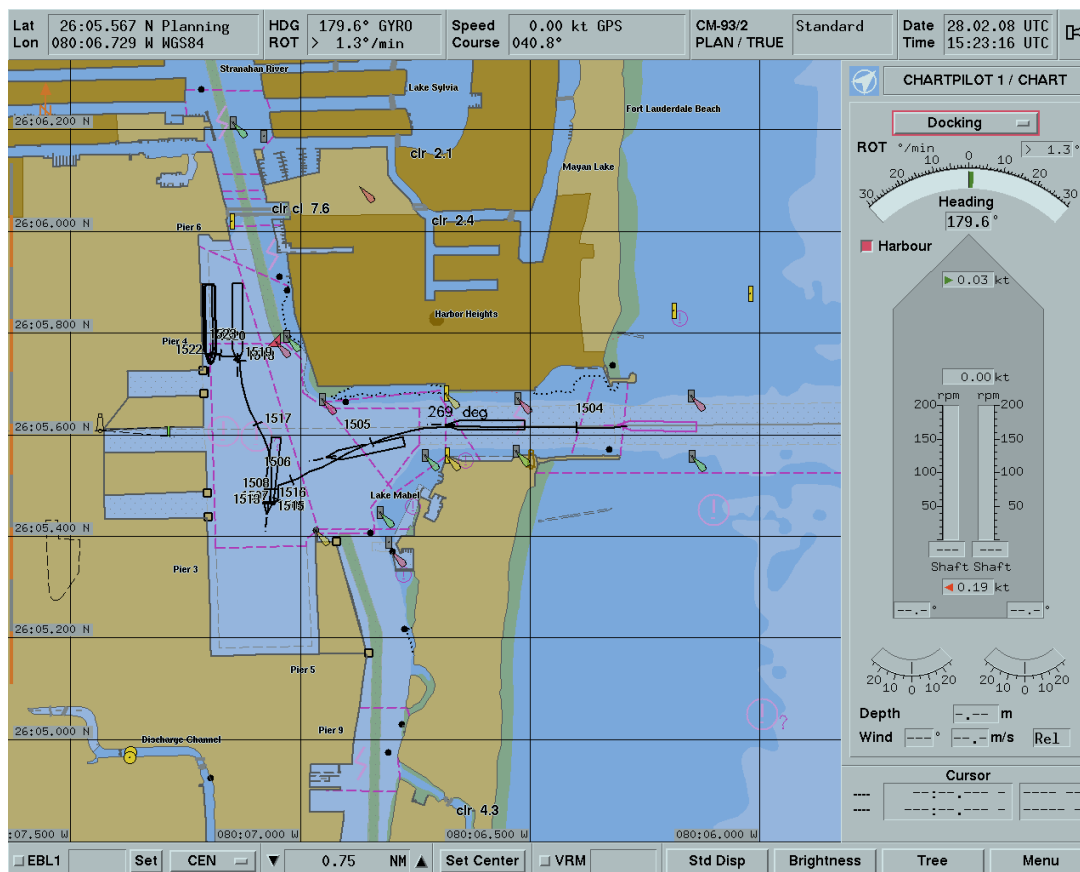 Lat 26:05.567 N Planning
Lon 080:06.729 W WGS84
HDG 179.6° GYRO
ROT > 1.3°/min
Speed 0.00 kt GPS
Course 040.8°
CM-93/2
PLAN / TRUE
Standard
Date 28.02.08 UTC
Time 15:23:16 UTC
CHARTPILOT 1 / CHART
Docking
ROT °/min > 1.3°
30 20 10 0 10 20 30
Heading
179.6°
Harbour
0.03 kt
0.00 kt
rpm rpm
200 200
150 150
100 100
50 50
--- ---
Shaft Shaft
0.19 kt
--.-° --.-°
20 10 0 10 20
20 10 0 10 20
Depth -.-- m
Wind ---° --.- m/s Rel
Cursor
---- --:--.--- -
---- --:--.--- -
Stranahan River
Lake Sylvia
Fort Lauderdale Beach
26:06.200 N
clr 2.1
Mayan Lake
clr cl 7.6
clr 2.4
26:06.000 N
Pier 6
Harbor Heights
26:05.800 N
Pier 4
1522
1519
1517
1504
269 deg
1505
26:05.600 N
1506
1508
1516
1513
1515
Lake Mabel
26:05.400 N
Pier 3
26:05.200 N
Pier 5
?
26:05.000 N
Pier 9
Discharge Channel
clr 4.3
:07.500 W
080:07.000 W
080:06.500 W
080:06.000 W
EBL1 Set CEN 0.75 NM Set Center VRM Std Disp Brightness Tree Menu